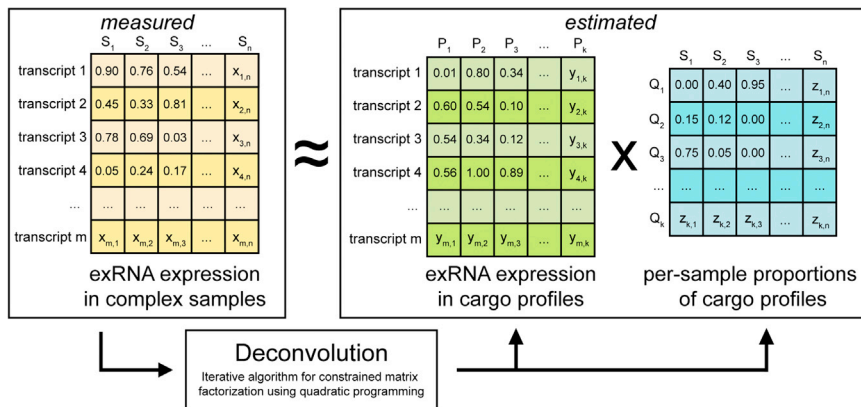 measured
S1 S2 S3 ... Sn
transcript 1 0.90 0.76 0.54 ... x1,n
transcript 2 0.45 0.33 0.81 ... x2,n
transcript 3 0.78 0.69 0.03 ... x3,n
transcript 4 0.05 0.24 0.17 ... x4,n
... ... ... ... ... ...
transcript m xm,1 xm,2 xm,3 ... xm,n
exRNA expression
in complex samples
≈
estimated
P1 P2 P3 ... Pk
transcript 1 0.01 0.80 0.34 ... y1,k
transcript 2 0.60 0.54 0.10 ... y2,k
transcript 3 0.54 0.34 0.12 ... y3,k
transcript 4 0.56 1.00 0.89 ... y4,k
... ... ... ... ... ...
transcript m ym,1 ym,2 ym,3 ... ym,k
exRNA expression
in cargo profiles
X
S1 S2 S3 ... Sn
Q1 0.00 0.40 0.95 ... z1,n
Q2 0.15 0.12 0.00 ... z2,n
Q3 0.75 0.05 0.00 ... z3,n
... ... ... ... ... ...
Qk zk,1 zk,2 zk,3 ... zk,n
per-sample proportions
of cargo profiles
Deconvolution
Iterative algorithm for constrained matrix
factorization using quadratic programming